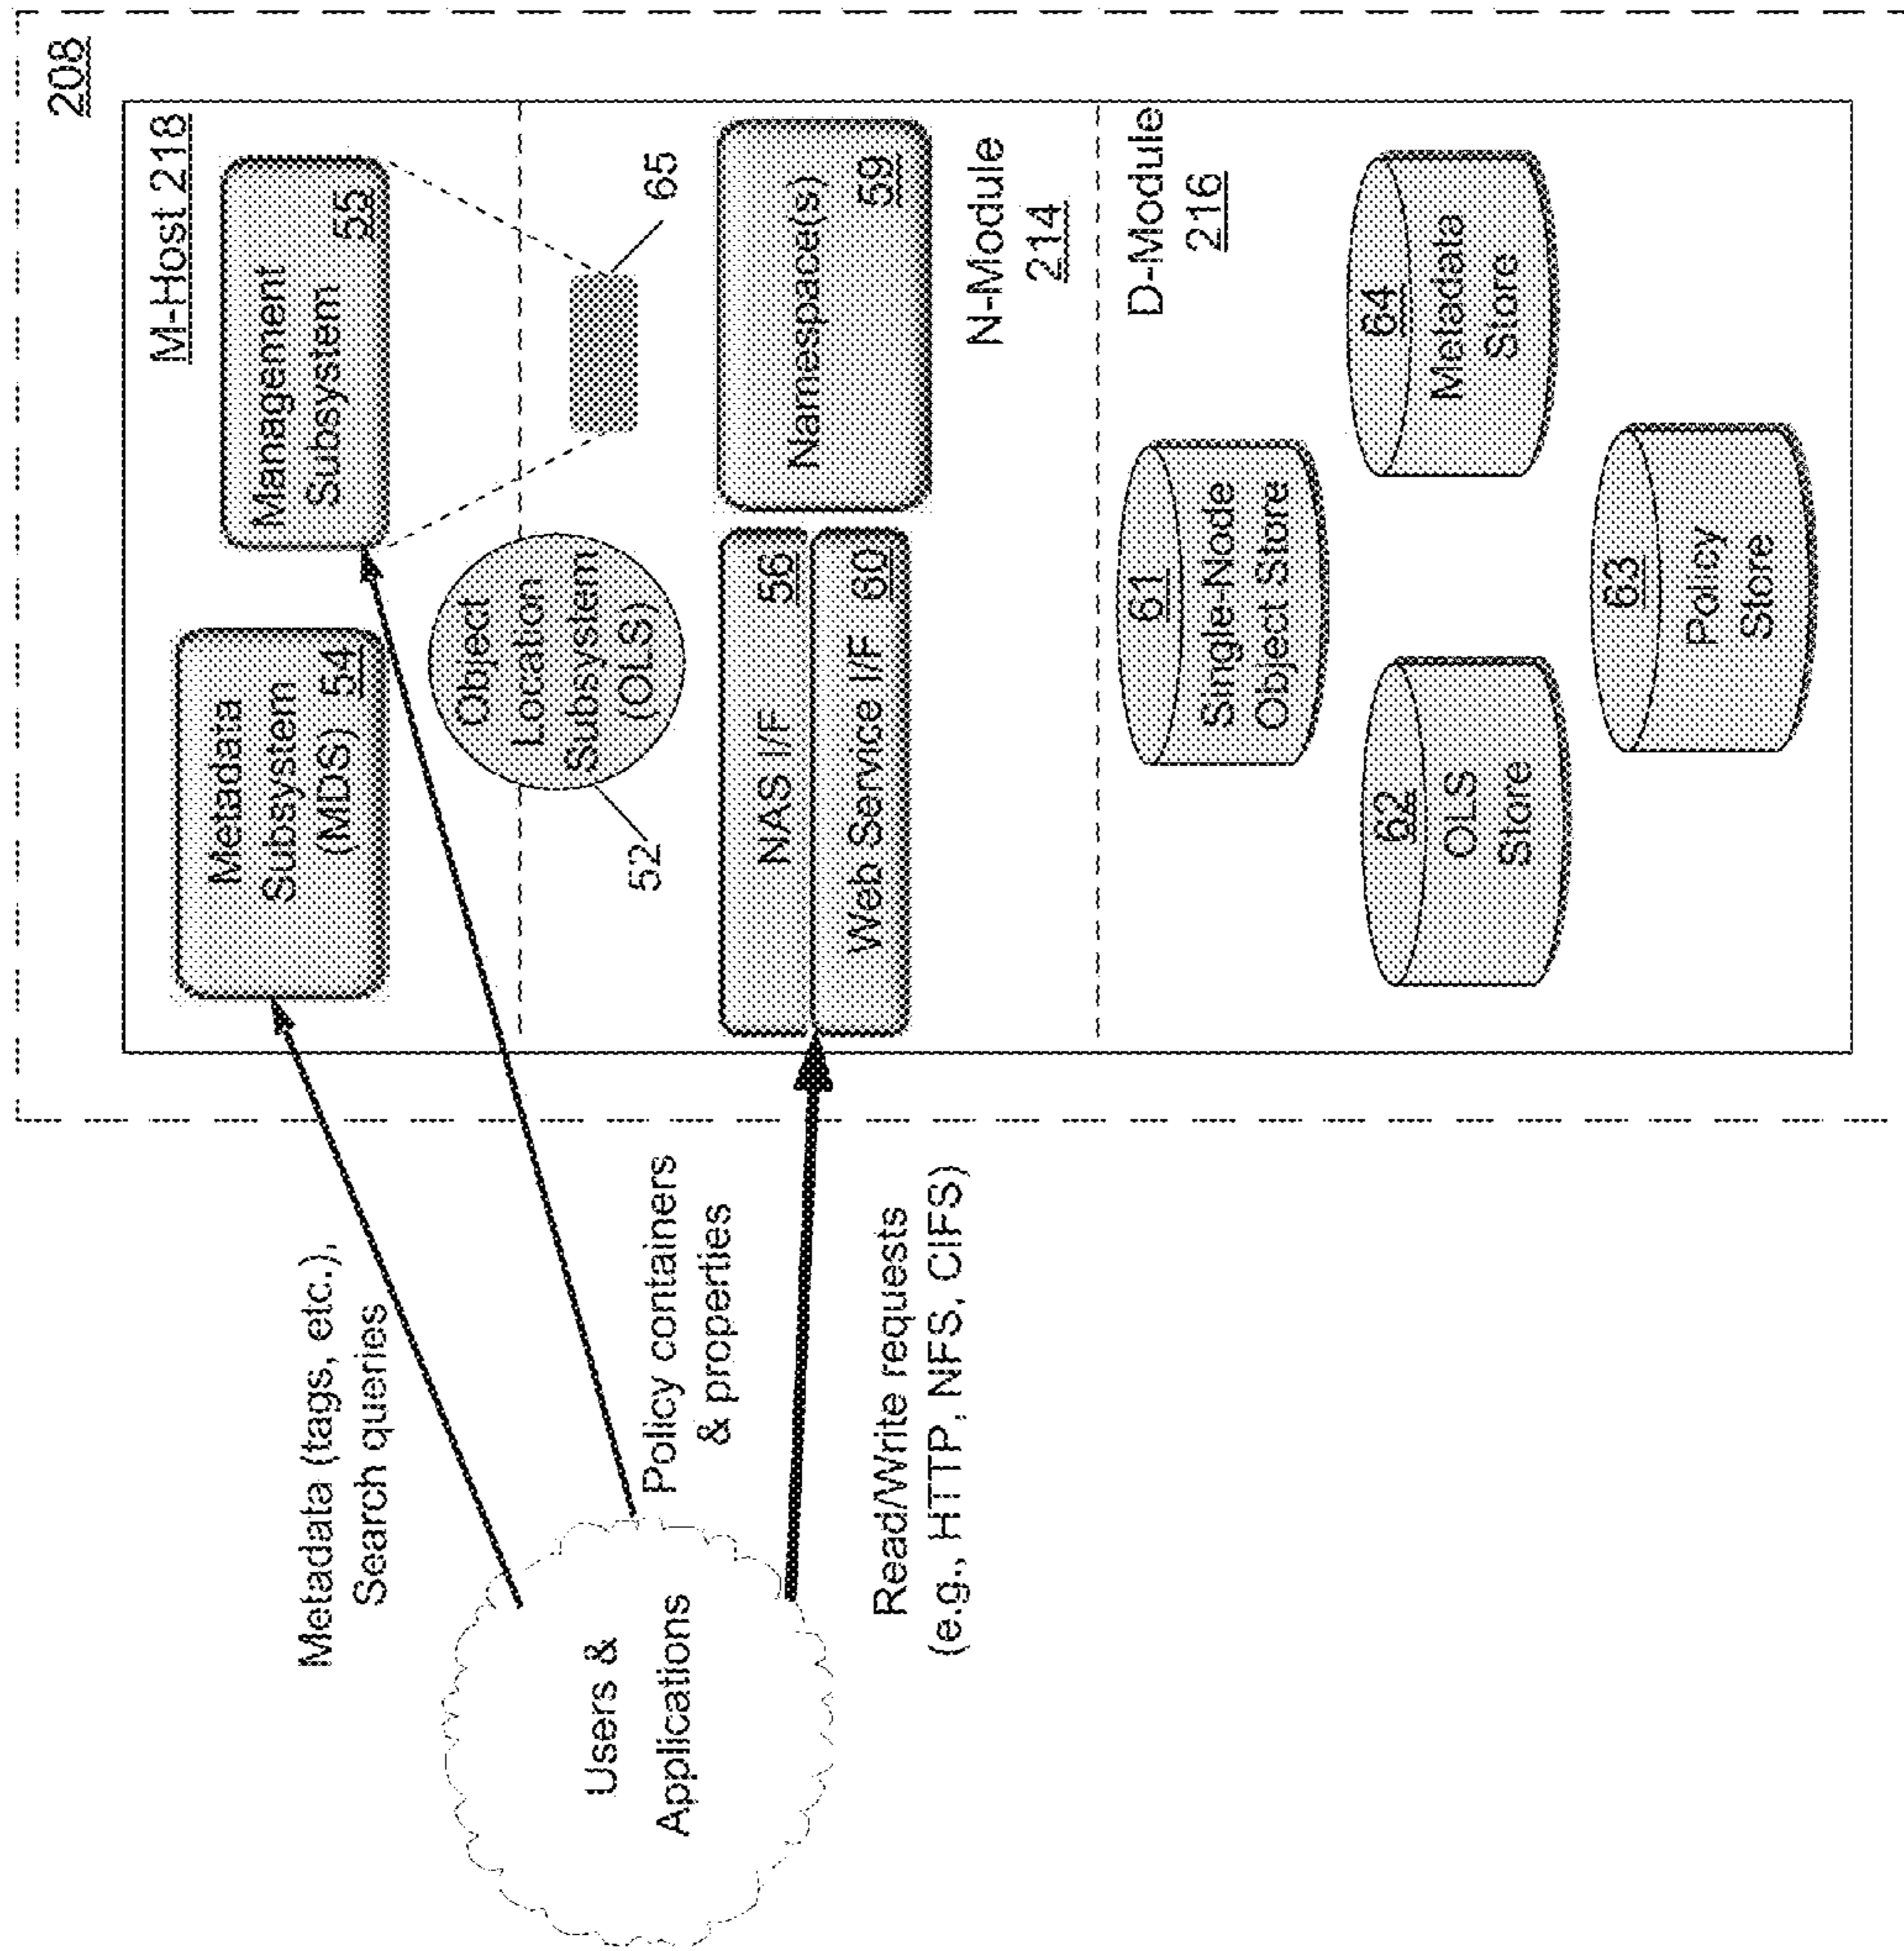 208
M-Host 218
Metadata
Subsystem
(MDS) 54
Management
Subsystem
55
Object
Location
Subsystem
(OLS)
52
65
NAS I/F 56
Web Service I/F 60
Namespace(s)
59
N-Module
214
D-Module
216
61
Single-Node
Object Store
62
OLS
Store
64
Metadata
Store
63
Policy
Store
Metadata (tags, etc.),
Search queries
Policy containers
& properties
Read/Write requests
(e.g., HTTP, NFS, CIFS)
Users &
Applications